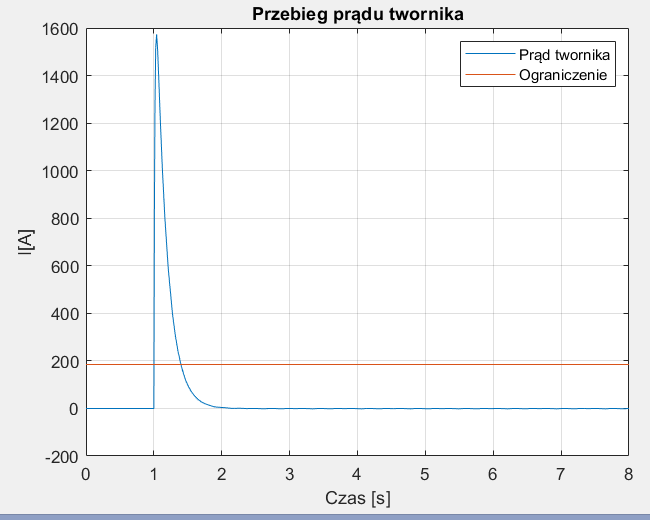 Przebieg prądu twornika
Prąd twornika
Ograniczenie
1600
1400
1200
1000
800
600
400
200
0
-200
I[A]
0 1 2 3 4 5 6 7 8
Czas [s]